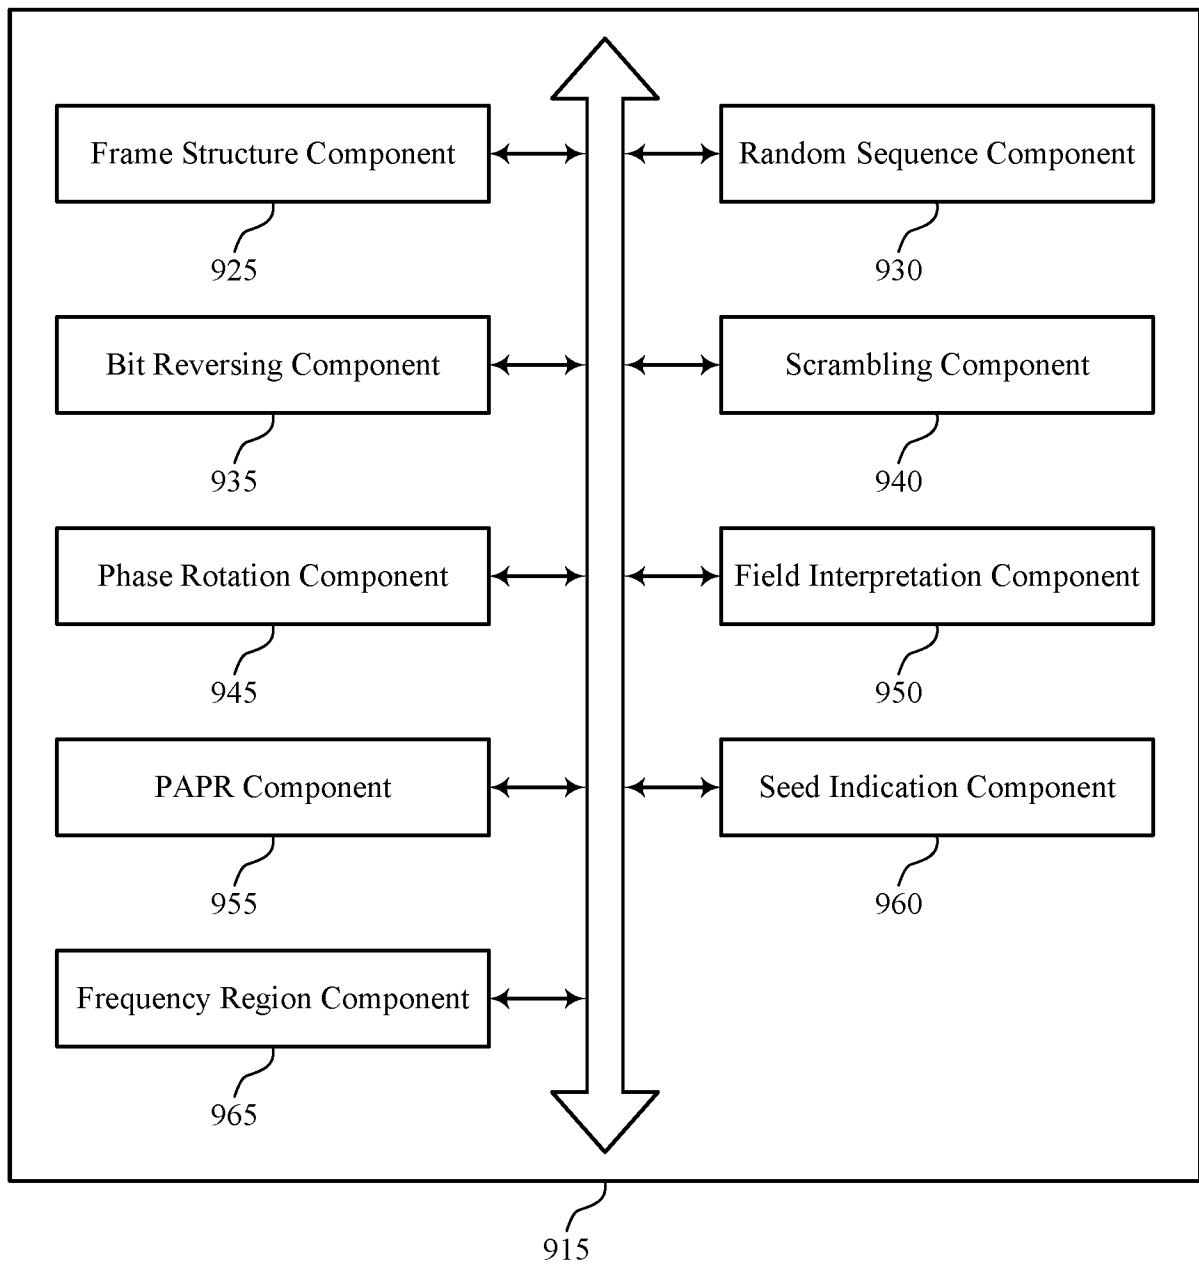 Frame Structure Component
Random Sequence Component
925
930
Bit Reversing Component
Scrambling Component
935
940
Phase Rotation Component
Field Interpretation Component
945
950
PAPR Component
Seed Indication Component
955
960
Frequency Region Component
965
915